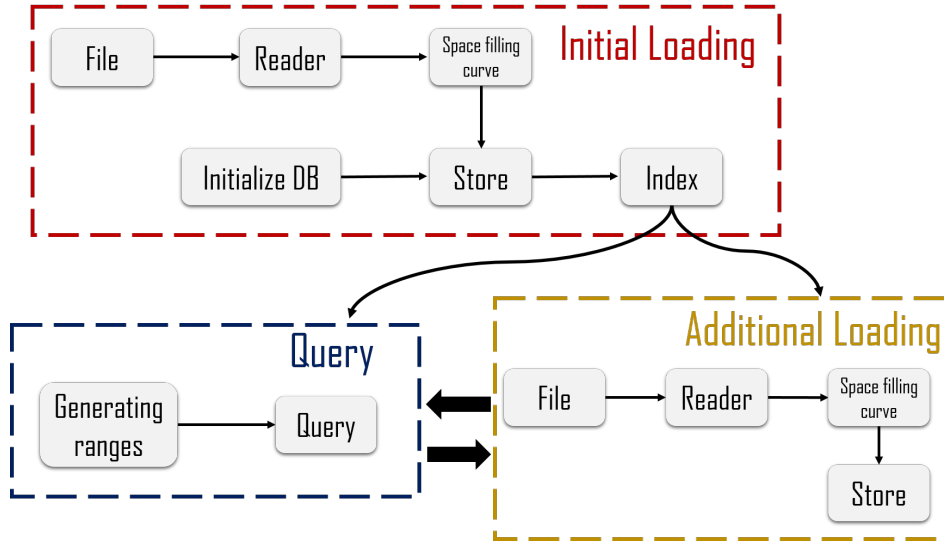 Initial Loading
File
Reader
Space filling
curve
Initialize DB
Store
Index
Query
Generating
ranges
Query
Additional Loading
File
Reader
Space filling
curve
Store